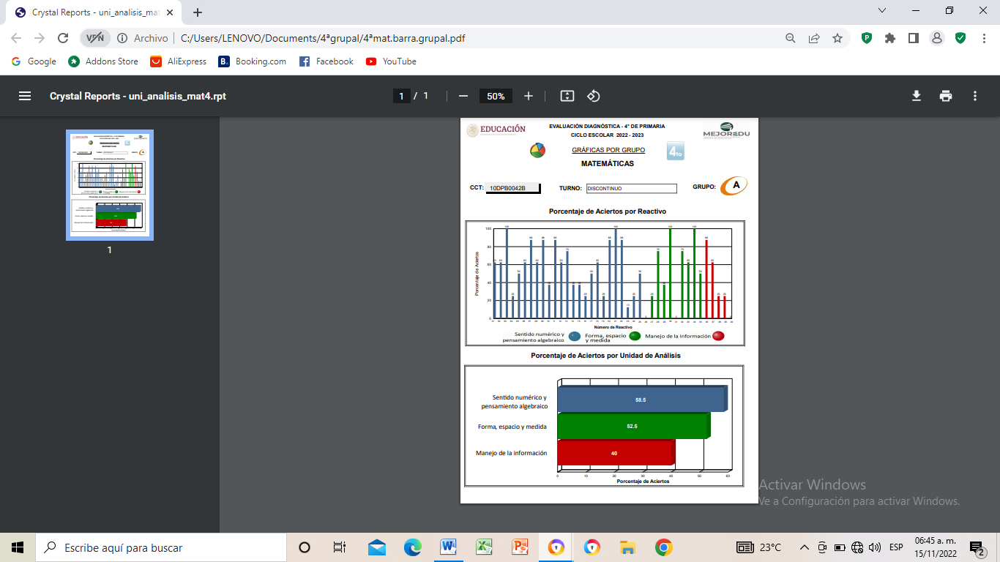 Crystal Reports - uni_analisis_mat
VPN
Archivo
C:/Users/LENOVO/Documents/4ªgrupal/4ªmat.barra.grupal.pdf
Google
Addons Store
AliExpress
Booking.com
Facebook
YouTube
Crystal Reports - uni_analisis_mat4.rpt
1 / 1
50%
1
EDUCACIÓN
EVALUACIÓN DIAGNÓSTICA - 4° DE PRIMARIA
CICLO ESCOLAR 2022 - 2023
MEJOREDU
GRÁFICAS POR GRUPO
4to
MATEMÁTICAS
CCT: 10DPB0042B
TURNO: DISCONTINUO
GRUPO: A
Porcentaje de Aciertos por Reactivo
Porcentaje de Aciertos
100
80
60
40
20
0
Número de Reactivo
Sentido numérico y
pensamiento algebraico
Forma, espacio
y medida
Manejo de la información
Porcentaje de Aciertos por Unidad de Análisis
Sentido numérico y
pensamiento algebraico
58.5
Forma, espacio y medida
52.5
Manejo de la información
40
0 10 20 30 40 50 60
Porcentaje de Aciertos
Activar Windows
Ve a Configuración para activar Windows.
Escribe aquí para buscar
23°C
ESP
06:45 a. m.
15/11/2022
2